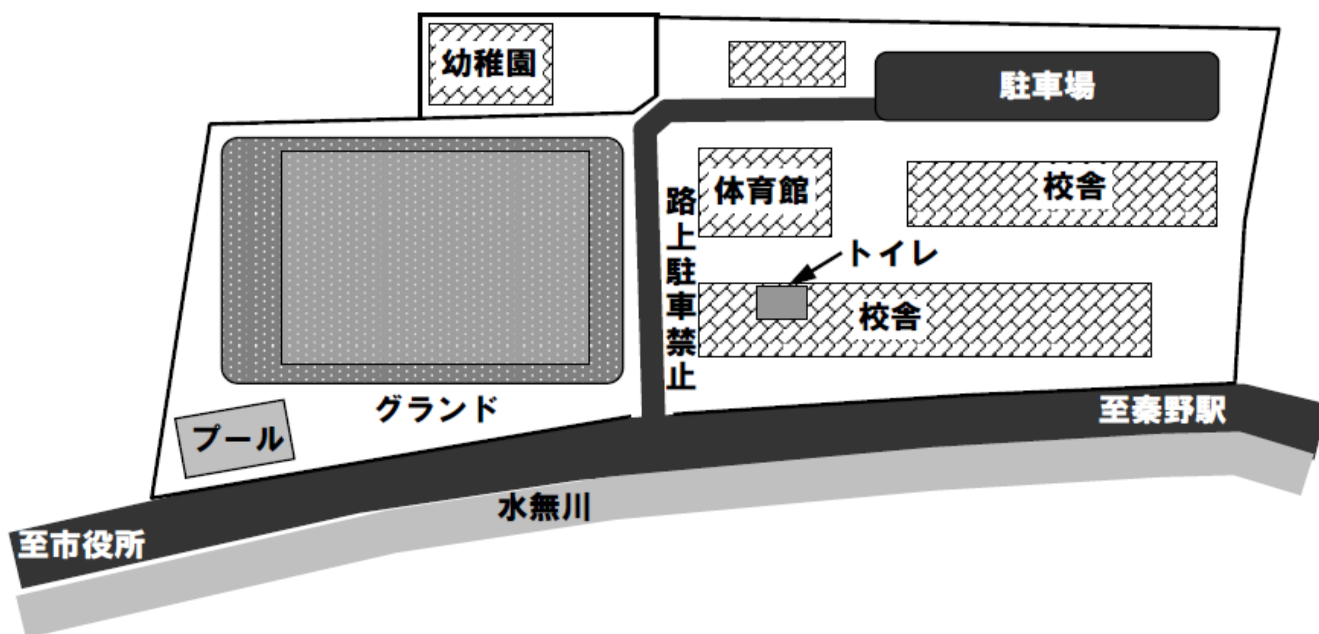 幼稚園
駐車場
体育館
校舎
路上駐車禁止
トイレ
校舎
グランド
プール
至秦野駅
水無川
至市役所